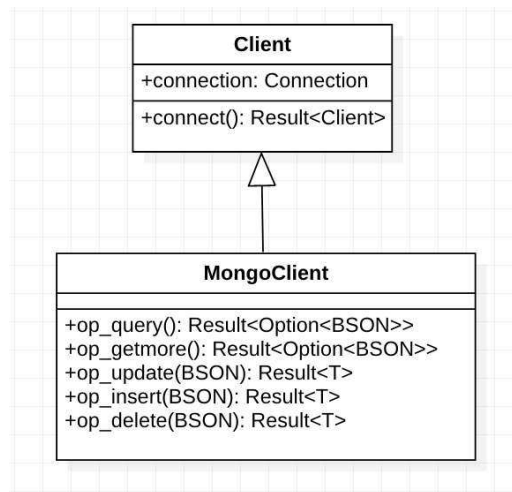 Client
+connection: Connection
+connect(): Result<Client>
MongoClient
+op_query(): Result<Option<BSON>>
+op_getmore(): Result<Option<BSON>>
+op_update(BSON): Result<T>
+op_insert(BSON): Result<T>
+op_delete(BSON): Result<T>